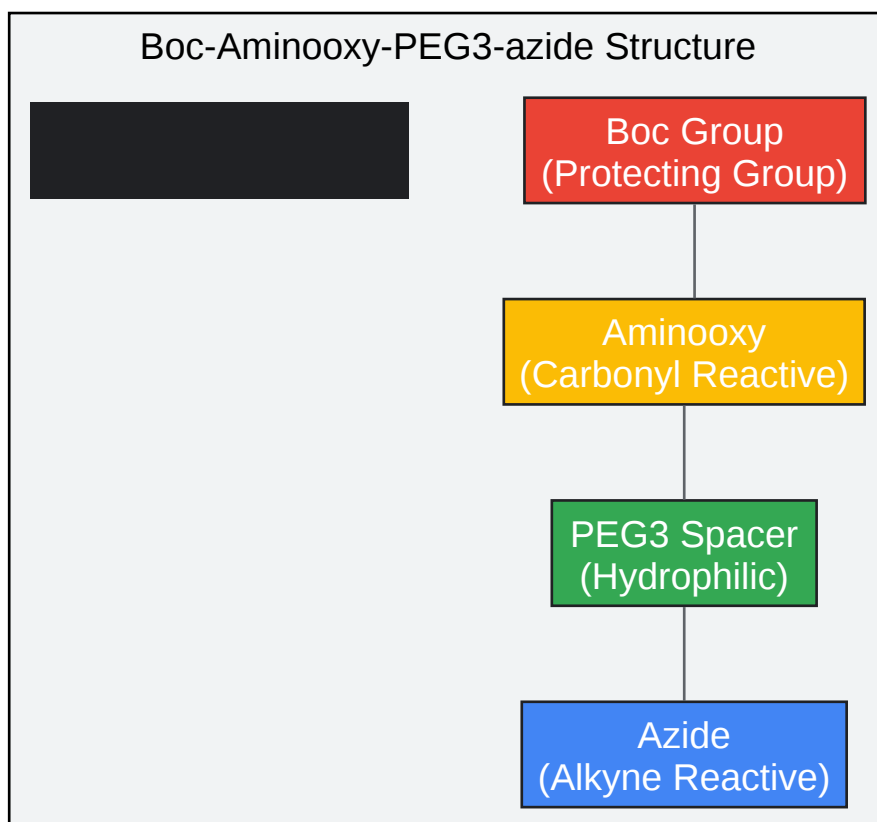 Boc-Aminooxy-PEG3-azide Structure
Boc Group
(Protecting Group)
Aminooxy
(Carbonyl Reactive)
PEG3 Spacer
(Hydrophilic)
Azide
(Alkyne Reactive)